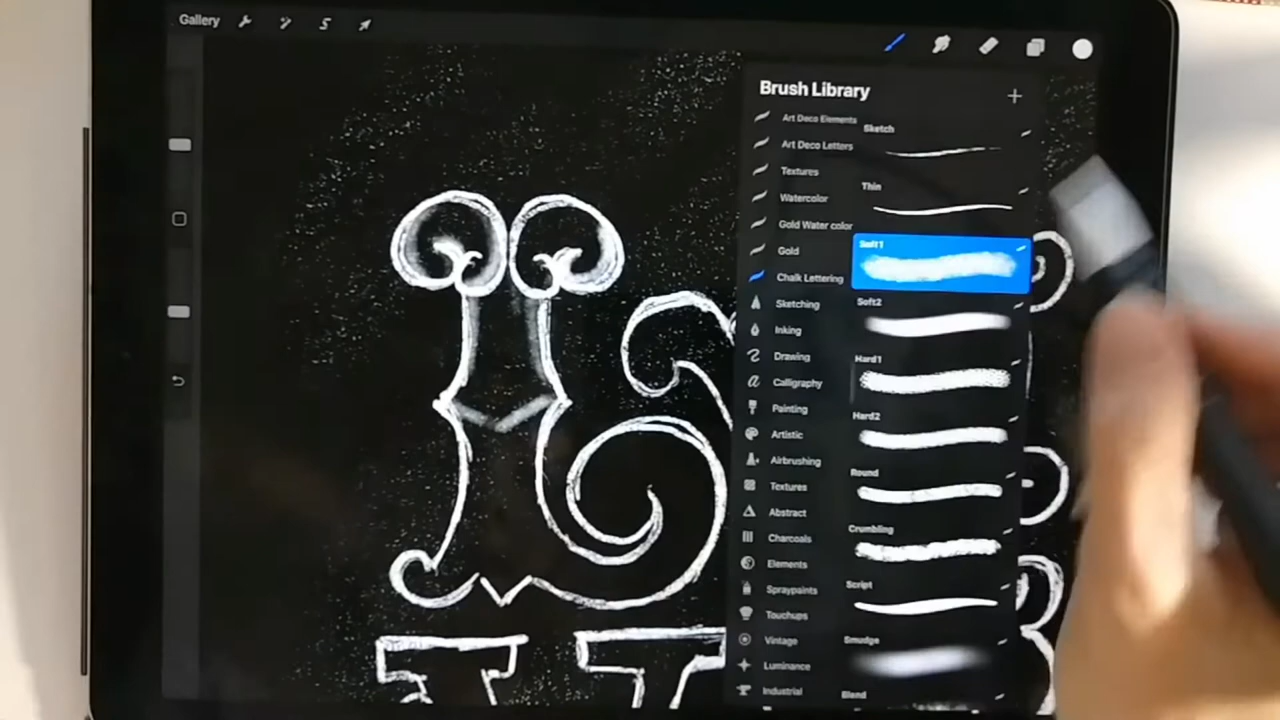 Gallery
Brush Library
Art Deco Elements
Art Deco Letters
Textures
Watercolor
Gold Water color
Gold
Chalk Lettering
Sketching
Inking
Drawing
Calligraphy
Painting
Artistic
Airbrushing
Textures
Abstract
Charcoals
Elements
Spraypaints
Touchups
Vintage
Luminance
Industrial
Sketch
Thin
Soft1
Soft2
Hard1
Hard2
Round
Crumbling
Script
Smudge
Blend